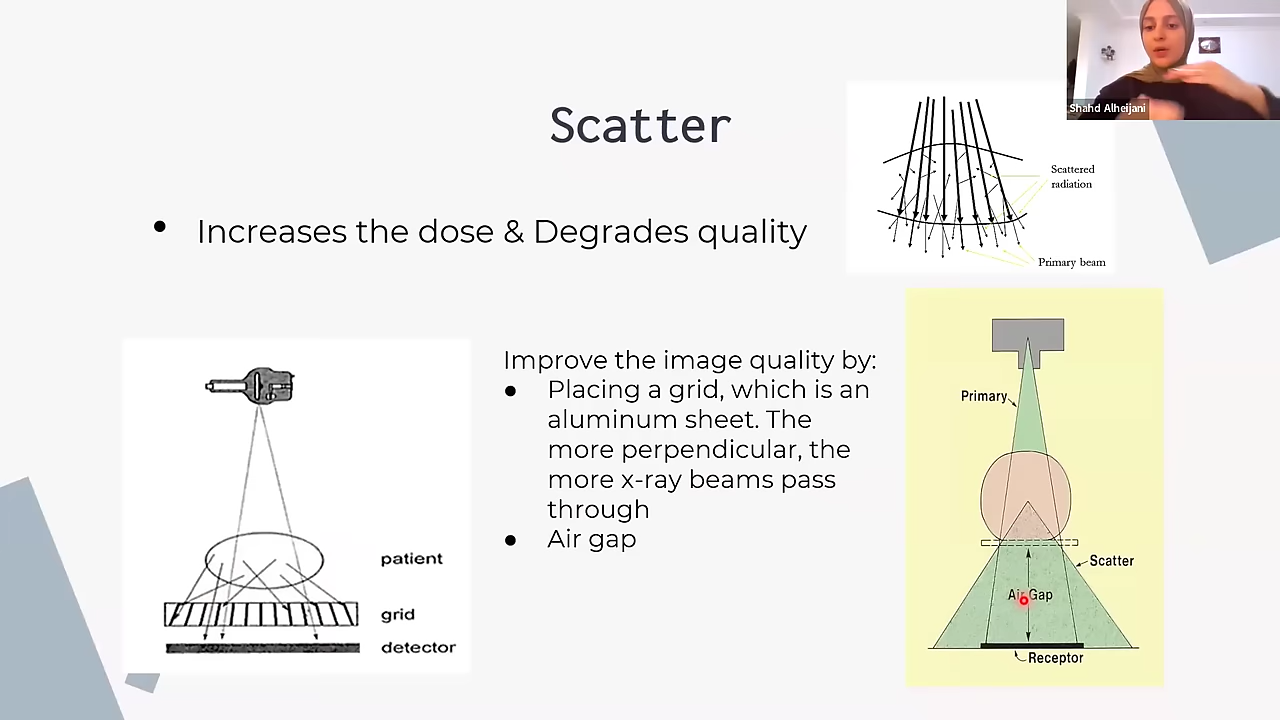 Shahd Alheijani
Scatter
• Increases the dose & Degrades quality
Scattered
radiation
Primary beam
patient
grid
detector
Improve the image quality by:
● Placing a grid, which is an
aluminum sheet. The
more perpendicular, the
more x-ray beams pass
through
● Air gap
Primary
Scatter
Air Gap
Receptor